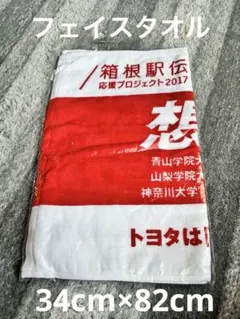 フェイスタオル
/箱根駅伝
応援プロジェクト2017
想
青山学院大
山梨学院大
神奈川大学
トヨタは
34cm×82cm